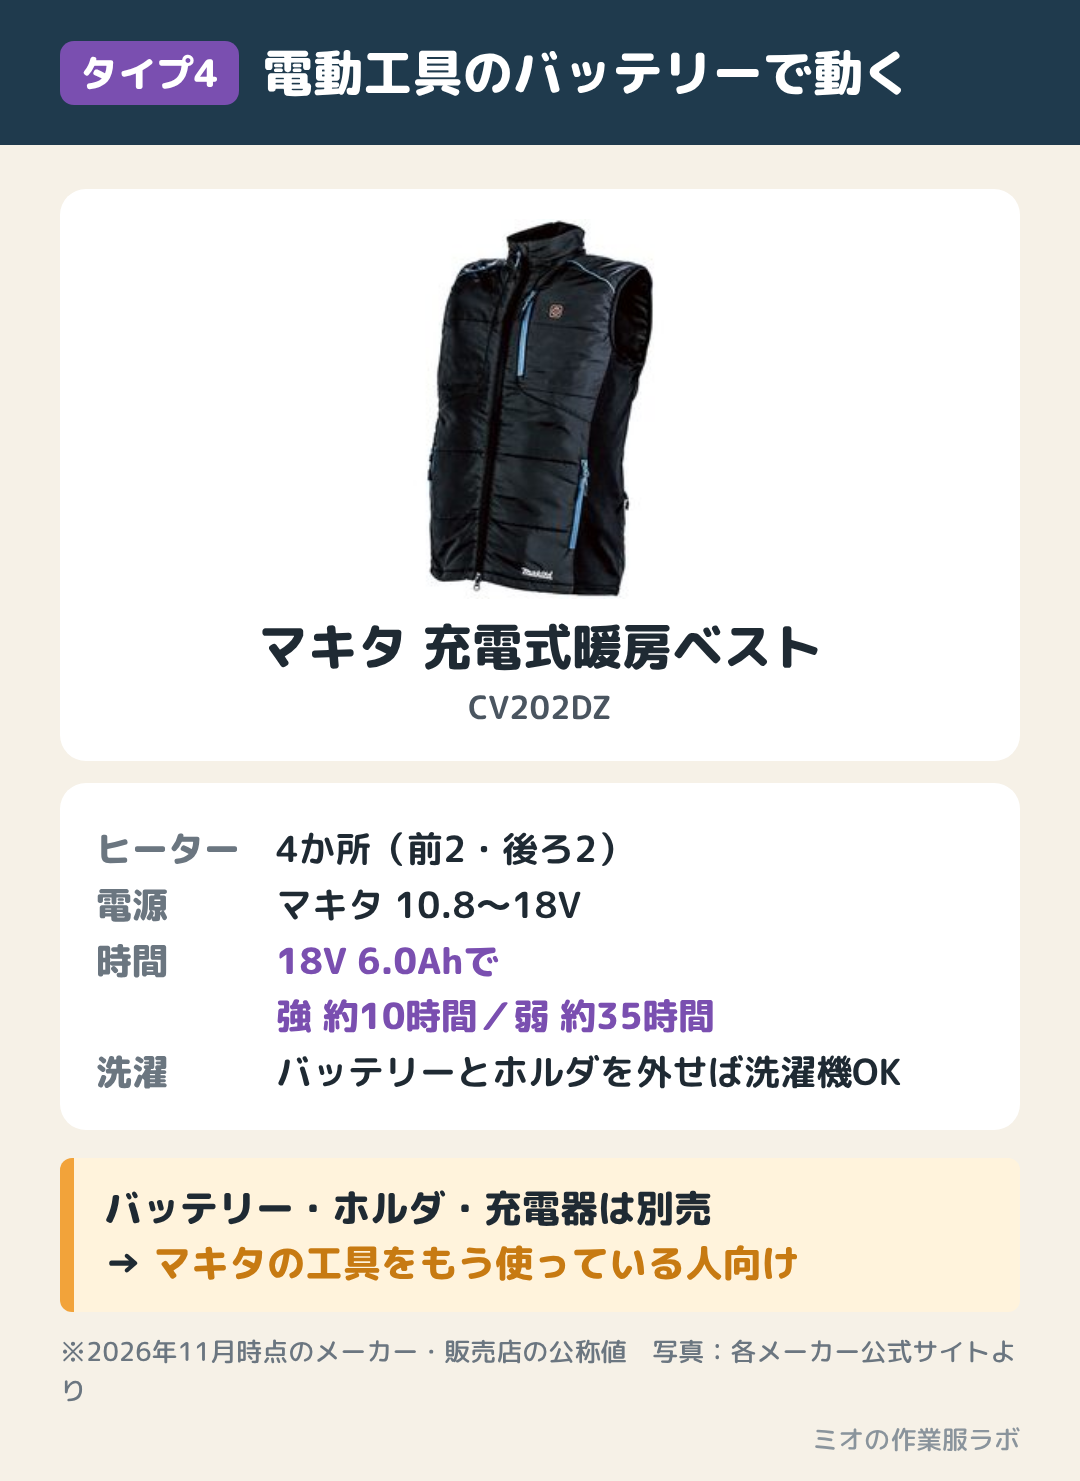 タイプ4 電動工具のバッテリーで動く
makita
マキタ 充電式暖房ベスト
CV202DZ
ヒーター 4か所（前2・後ろ2）
電源 マキタ 10.8〜18V
時間 18V 6.0Ahで
強 約10時間／弱 約35時間
洗濯 バッテリーとホルダを外せば洗濯機OK
バッテリー・ホルダ・充電器は別売
→ マキタの工具をもう使っている人向け
※2026年11月時点のメーカー・販売店の公称値　写真：各メーカー公式サイトよ
り
ミオの作業服ラボ